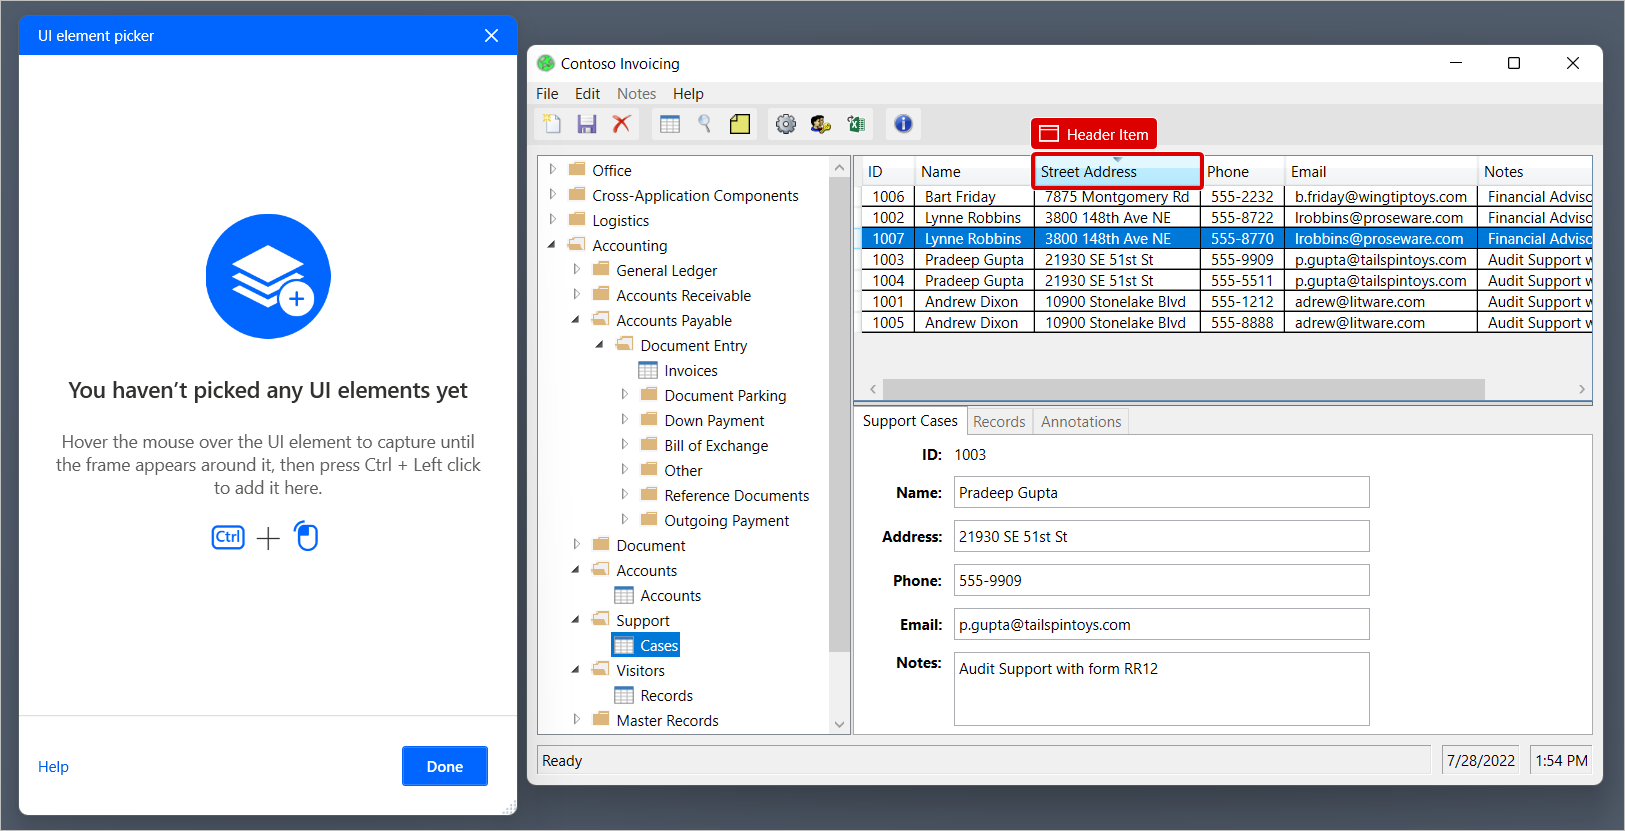 UI element picker
You haven’t picked any UI elements yet
Hover the mouse over the UI element to capture until
the frame appears around it, then press Ctrl + Left click
to add it here.
Ctrl
Help
Done
Contoso Invoicing
File Edit Notes Help
Header Item
Office
Cross-Application Components
Logistics
Accounting
General Ledger
Accounts Receivable
Accounts Payable
Document Entry
Invoices
Document Parking
Down Payment
Bill of Exchange
Other
Reference Documents
Outgoing Payment
Document
Accounts
Accounts
Support
Cases
Visitors
Records
Master Records
ID Name Street Address Phone Email Notes
1006 Bart Friday 7875 Montgomery Rd 555-2232 b.friday@wingtiptoys.com Financial Adviso
1002 Lynne Robbins 3800 148th Ave NE 555-8722 lrobbins@proseware.com Financial Adviso
1007 Lynne Robbins 3800 148th Ave NE 555-8770 lrobbins@proseware.com Financial Adviso
1003 Pradeep Gupta 21930 SE 51st St 555-9909 p.gupta@tailspintoys.com Audit Support w
1004 Pradeep Gupta 21930 SE 51st St 555-5511 p.gupta@tailspintoys.com Audit Support w
1001 Andrew Dixon 10900 Stonelake Blvd 555-1212 adrew@litware.com Audit Support w
1005 Andrew Dixon 10900 Stonelake Blvd 555-8888 adrew@litware.com Audit Support w
Support Cases Records Annotations
ID: 1003
Name: Pradeep Gupta
Address: 21930 SE 51st St
Phone: 555-9909
Email: p.gupta@tailspintoys.com
Notes: Audit Support with form RR12
Ready 7/28/2022 1:54 PM